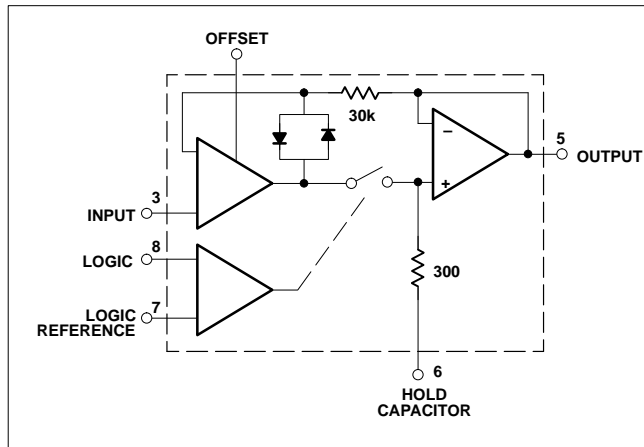 OFFSET
30k
−
5
OUTPUT
+
3
INPUT
8
LOGIC
300
7
LOGIC
REFERENCE
6
HOLD
CAPACITOR